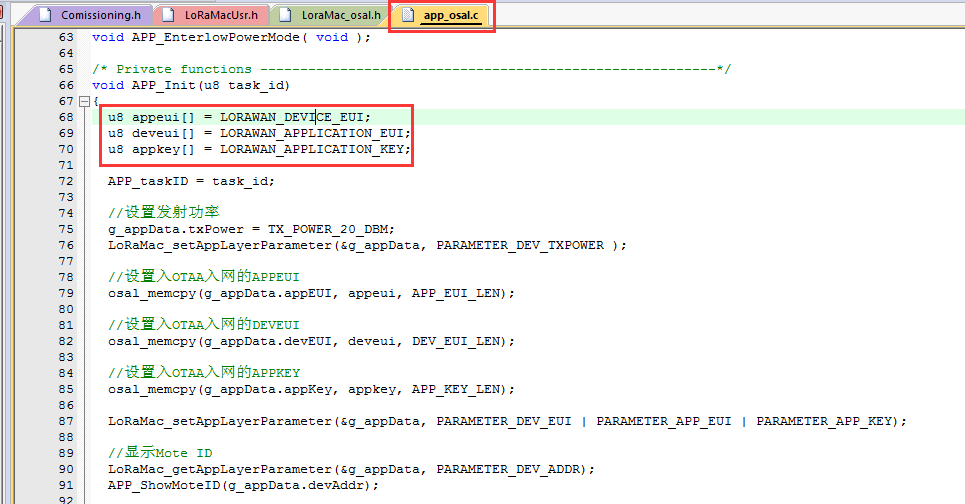 Comissioning.h LoRaMacUsr.h LoraMac_osal.h app_osal.c
63 void APP_EnterlowPowerMode( void );
64
65 /* Private functions ---------------------------------------------------------*/
66 void APP_Init(u8 task_id)
67 {
68 u8 appeui[] = LORAWAN_DEVICE_EUI;
69 u8 deveui[] = LORAWAN_APPLICATION_EUI;
70 u8 appkey[] = LORAWAN_APPLICATION_KEY;
71
72 APP_taskID = task_id;
73
74 //设置发射功率
75 g_appData.txPower = TX_POWER_20_DBM;
76 LoRaMac_setAppLayerParameter(&g_appData, PARAMETER_DEV_TXPOWER );
77
78 //设置入OTAA入网的APPEUI
79 osal_memcpy(g_appData.appEUI, appeui, APP_EUI_LEN);
80
81 //设置入OTAA入网的DEVEUI
82 osal_memcpy(g_appData.devEUI, deveui, DEV_EUI_LEN);
83
84 //设置入OTAA入网的APPKEY
85 osal_memcpy(g_appData.appKey, appkey, APP_KEY_LEN);
86
87 LoRaMac_setAppLayerParameter(&g_appData, PARAMETER_DEV_EUI | PARAMETER_APP_EUI | PARAMETER_APP_KEY);
88
89 //显示Mote ID
90 LoRaMac_getAppLayerParameter(&g_appData, PARAMETER_DEV_ADDR);
91 APP_ShowMoteID(g_appData.devAddr);
92